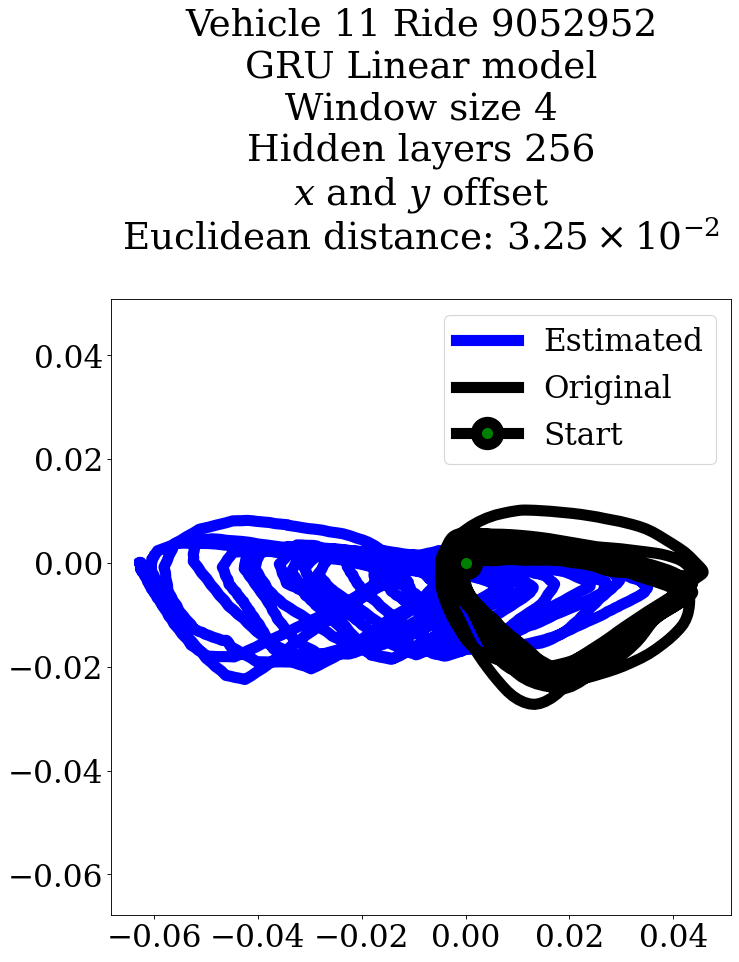 Vehicle 11 Ride 9052952
GRU Linear model
Window size 4
Hidden layers 256
x and y offset
Euclidean distance: 3.25 × 10⁻²
Estimated
Original
Start
0.04
0.02
0.00
−0.02
−0.04
−0.06
−0.06 −0.04 −0.02 0.00 0.02 0.04